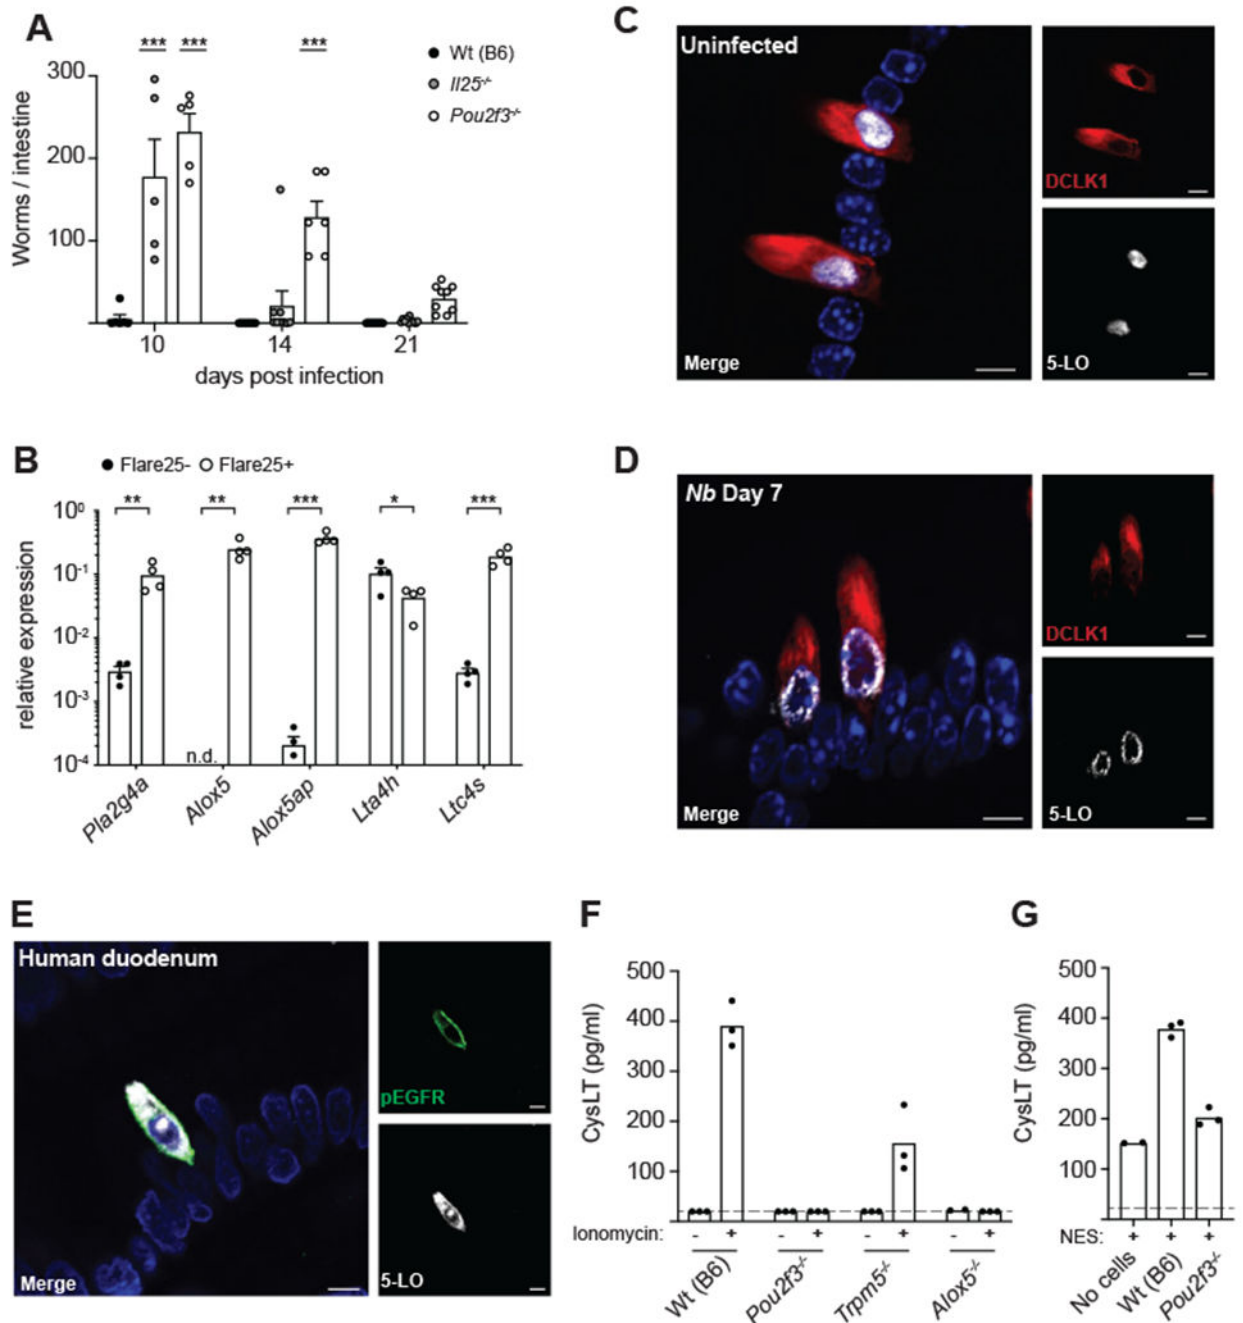 A
*** *** ***
Wt (B6)
Il25-/-
Pou2f3-/-
300
200
100
Worms / intestine
10 14 21
days post infection
B
Flare25- Flare25+
** ** *** * ***
10⁰
10⁻¹
10⁻²
10⁻³
10⁻⁴
relative expression
n.d.
Pla2g4a
Alox5
Alox5ap
Lta4h
Ltc4s
C
Uninfected
Merge
DCLK1
5-LO
D
Nb Day 7
Merge
DCLK1
5-LO
E
Human duodenum
Merge
pEGFR
5-LO
F
500
400
300
200
100
CysLT (pg/ml)
Ionomycin: - + - + - + - +
Wt (B6)
Pou2f3-/-
Trpm5-/-
Alox5-/-
G
500
400
300
200
100
CysLT (pg/ml)
NES: + + +
No cells
Wt (B6)
Pou2f3-/-